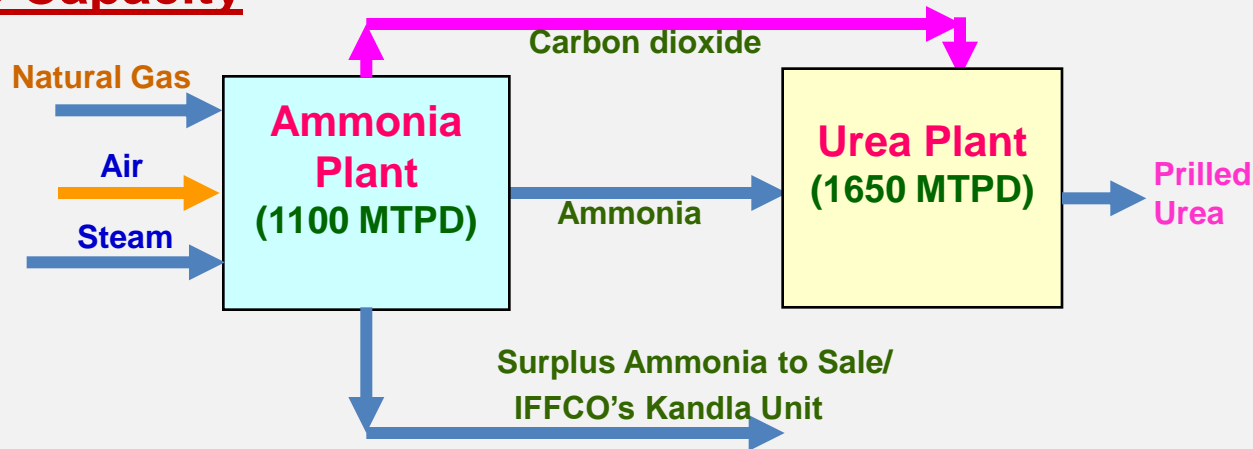 Capacity
Carbon dioxide
Natural Gas
Ammonia
Plant
(1100 MTPD)
Urea Plant
(1650 MTPD)
Air
Prilled
Urea
Ammonia
Steam
Surplus Ammonia to Sale/
IFFCO's Kandla Unit